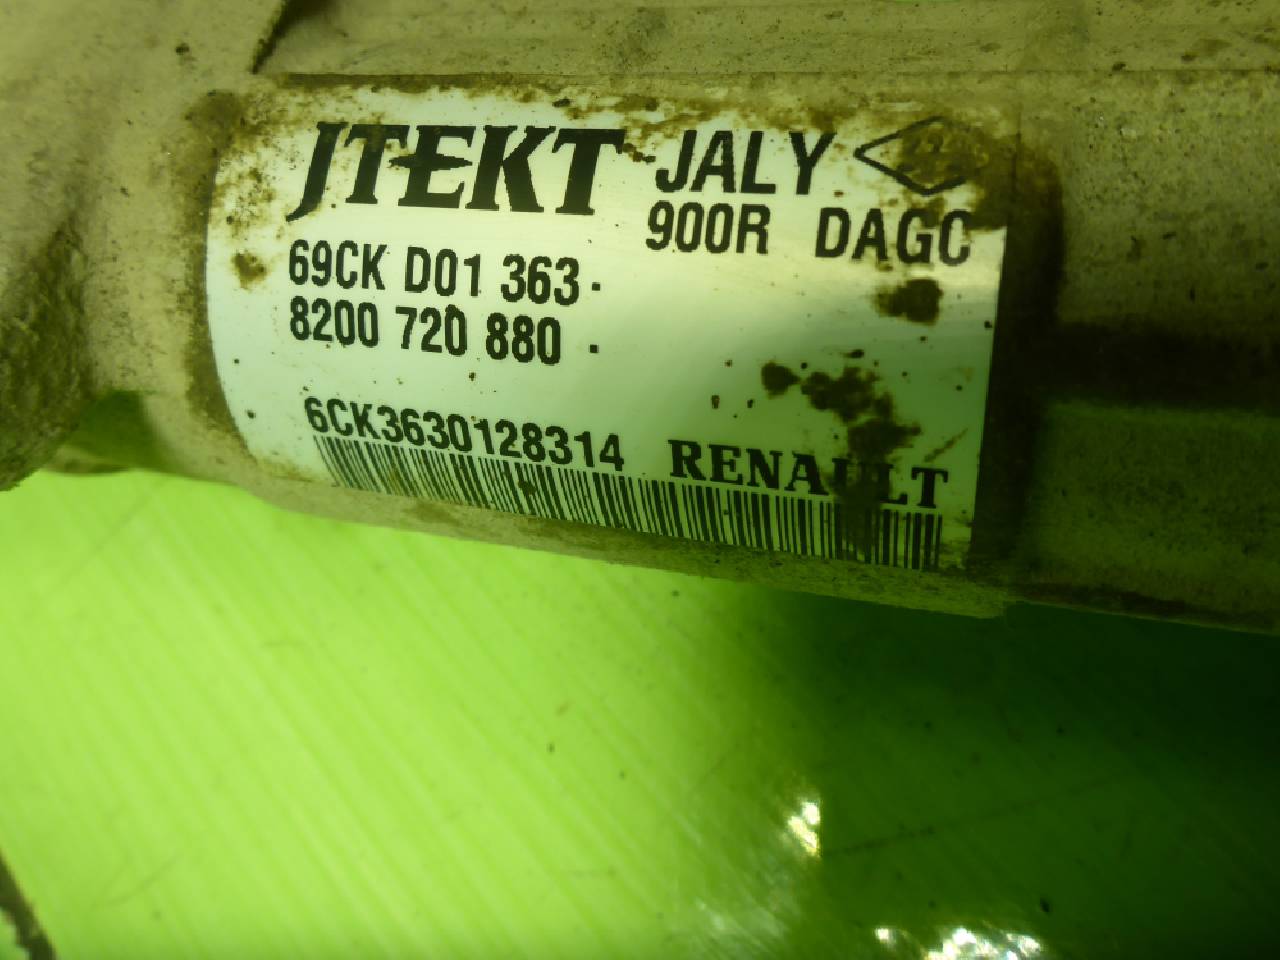 JTEKT JALY
900R DAGC
69CK D01 363
8200 720 880
6CK3630128314 RENAULT